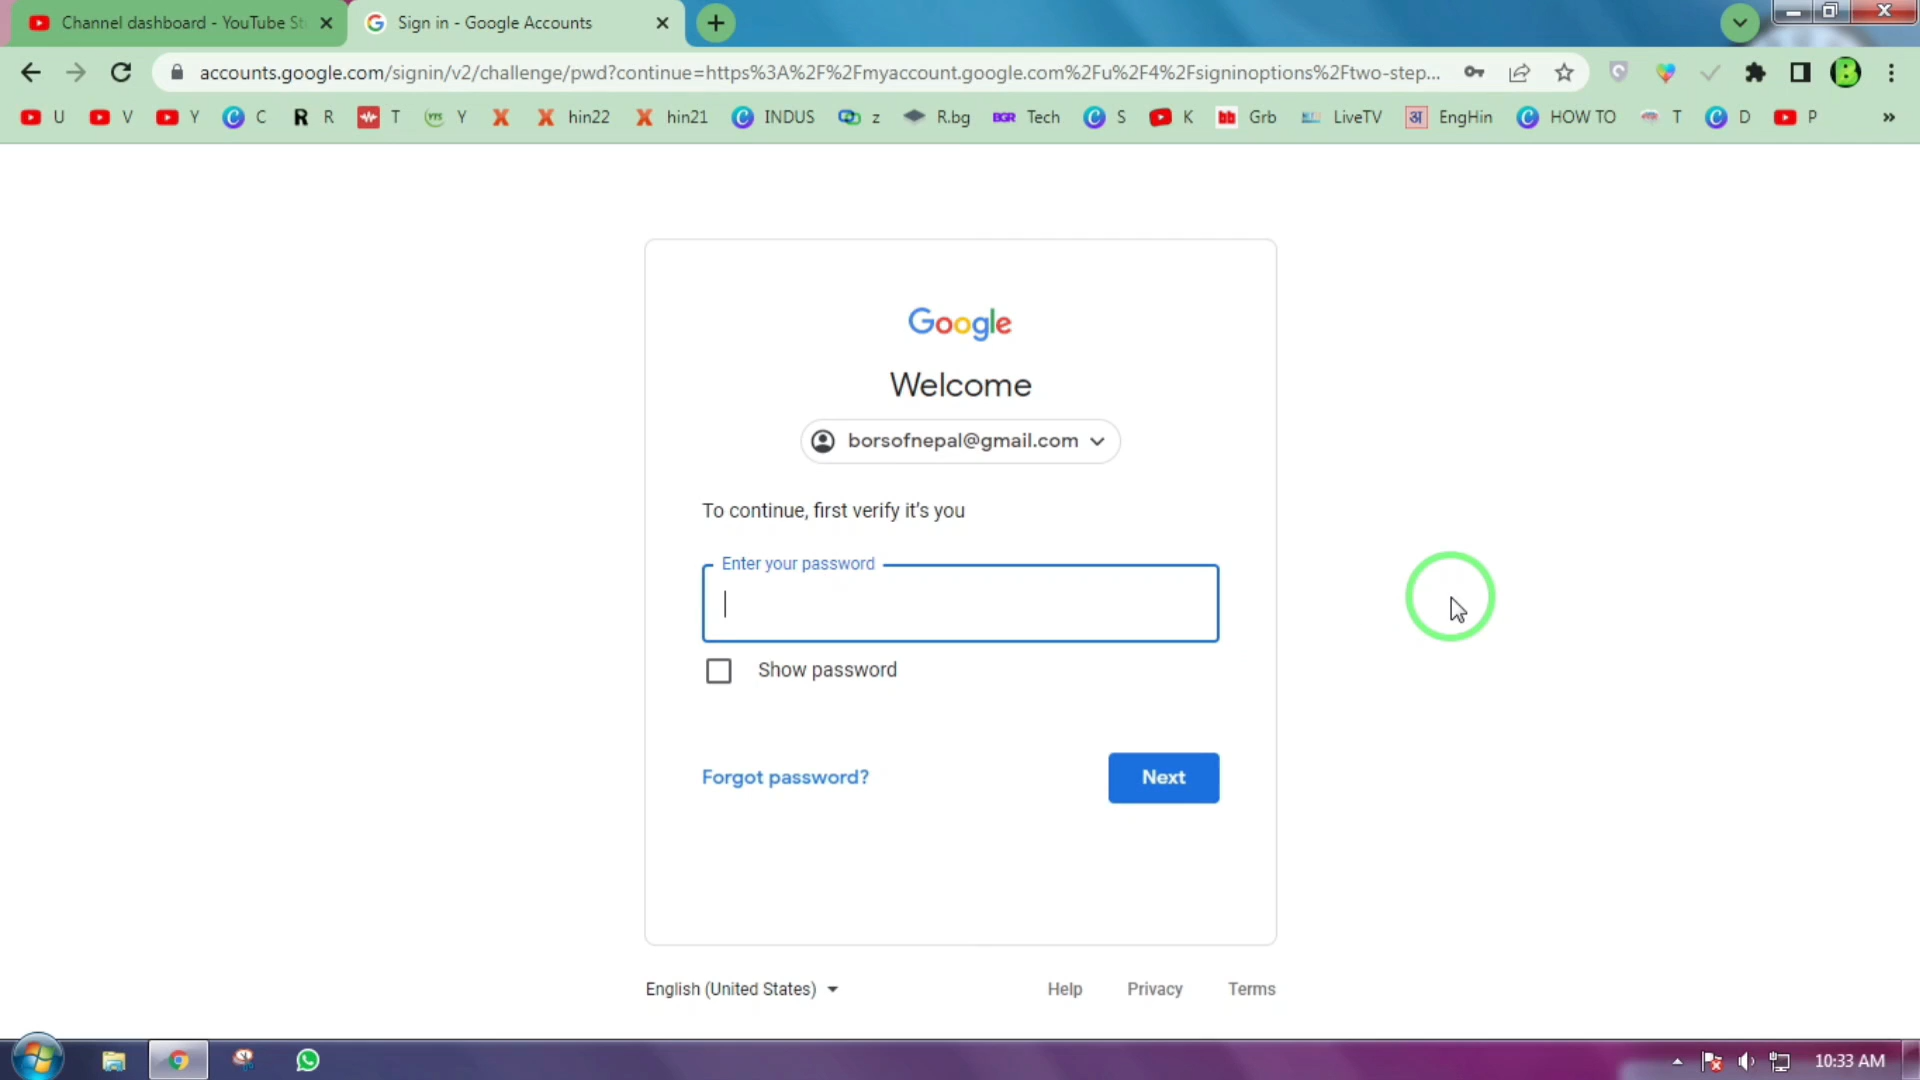 Channel dashboard - YouTube St
Sign in - Google Accounts
accounts.google.com/signin/v2/challenge/pwd?continue=https%3A%2F%2Fmyaccount.google.com%2Fu%2F4%2Fsigninoptions%2Ftwo-step...
U V Y C R T Y hin22 hin21 INDUS z R.bg BGR Tech S K bb Grb LiveTV अ EngHin HOW TO T D P »
Google
Welcome
borsofnepal@gmail.com
To continue, first verify it's you
Enter your password
Show password
Forgot password?
Next
English (United States)
Help Privacy Terms
10:33 AM